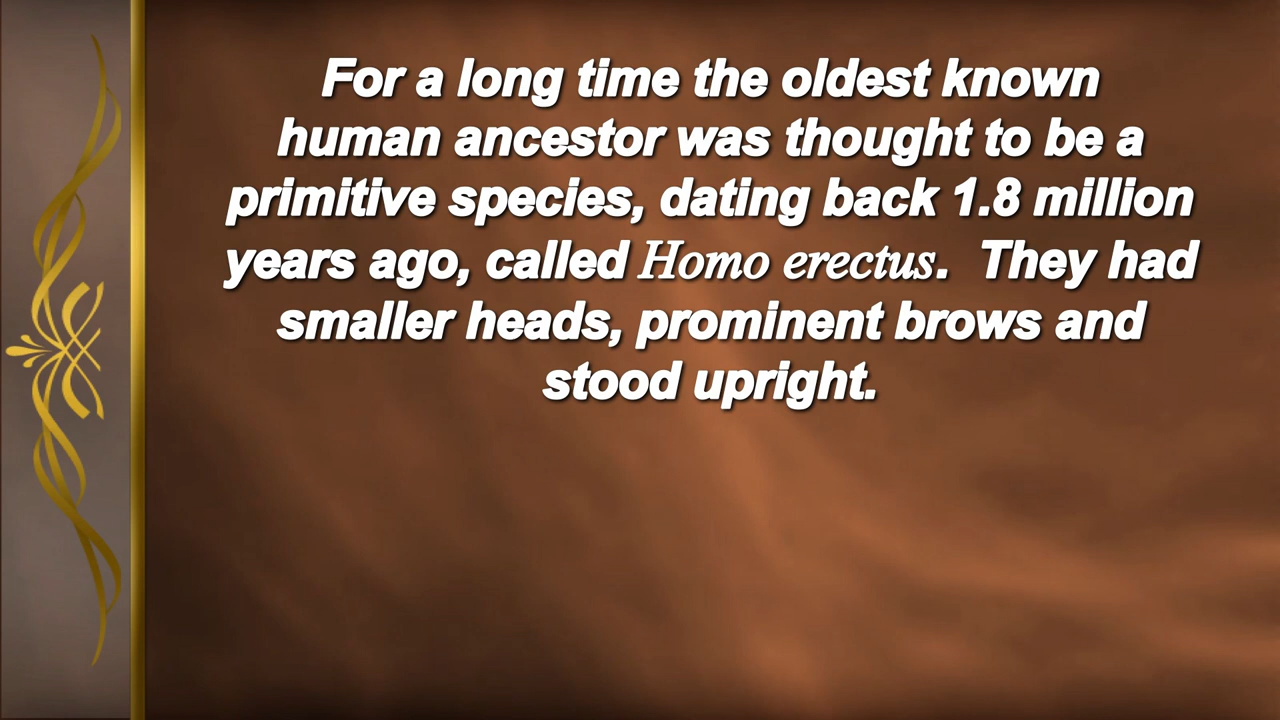 For a long time the oldest known
human ancestor was thought to be a
primitive species, dating back 1.8 million
years ago, called Homo erectus.  They had
smaller heads, prominent brows and
stood upright.